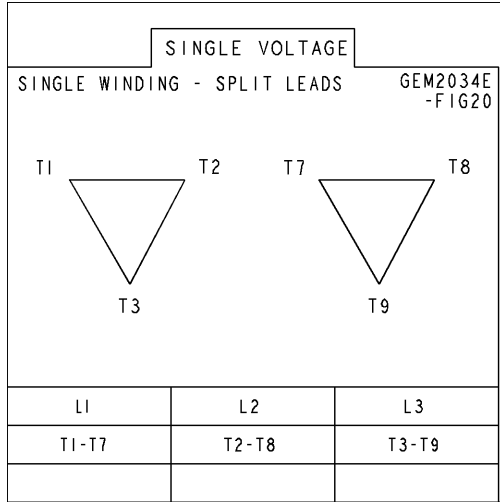 SINGLE VOLTAGE
SINGLE WINDING - SPLIT LEADS
GEM2034E
-FIG20
T1 T2 T7 T8
T3 T9
L1 L2 L3
T1-T7 T2-T8 T3-T9